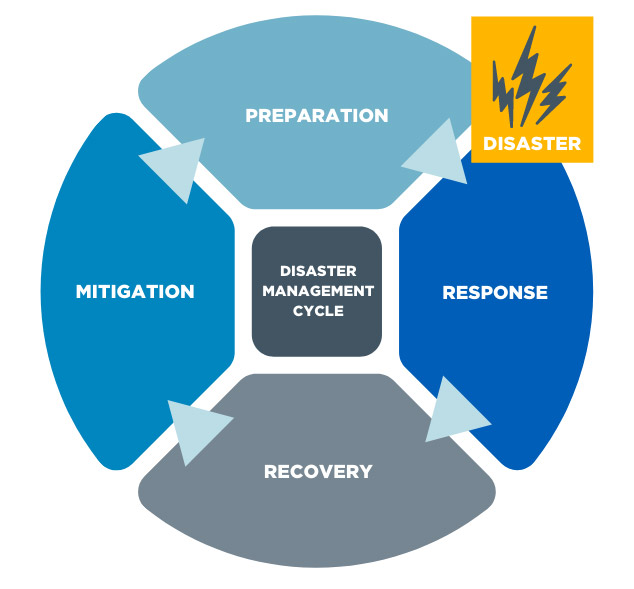 PREPARATION
DISASTER
MITIGATION
DISASTER
MANAGEMENT
CYCLE
RESPONSE
RECOVERY